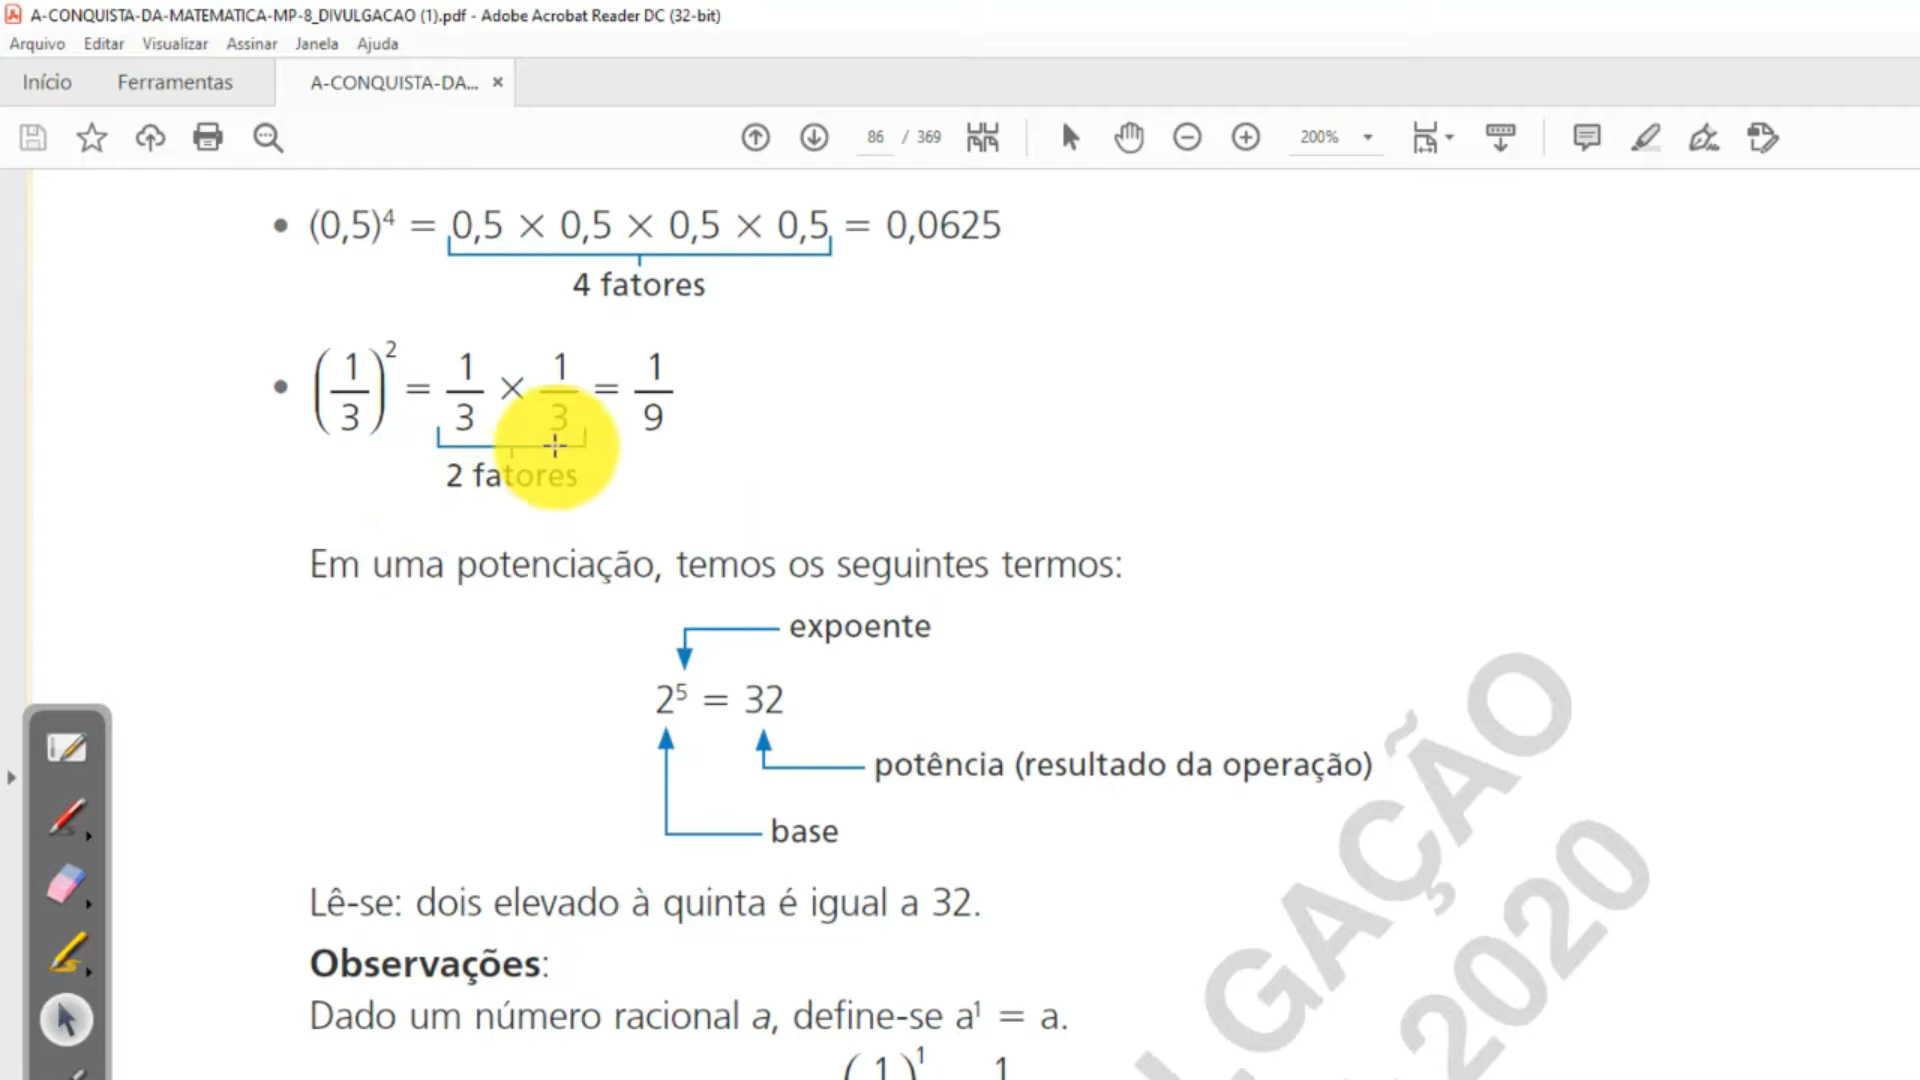 A-CONQUISTA-DA-MATEMATICA-MP-8_DIVULGACAO (1).pdf - Adobe Acrobat Reader DC (32-bit)
Arquivo Editar Visualizar Assinar Janela Ajuda
Início Ferramentas A-CONQUISTA-DA... ×
86 / 369 200%
• (0,5)⁴ = 0,5 × 0,5 × 0,5 × 0,5 = 0,0625
4 fatores
• (1/3)² = 1/3 × 1/3 = 1/9
2 fatores
Em uma potenciação, temos os seguintes termos:
expoente
2⁵ = 32
potência (resultado da operação)
base
Lê-se: dois elevado à quinta é igual a 32.
Observações:
Dado um número racional a, define-se a¹ = a.
GAÇÃO
2020